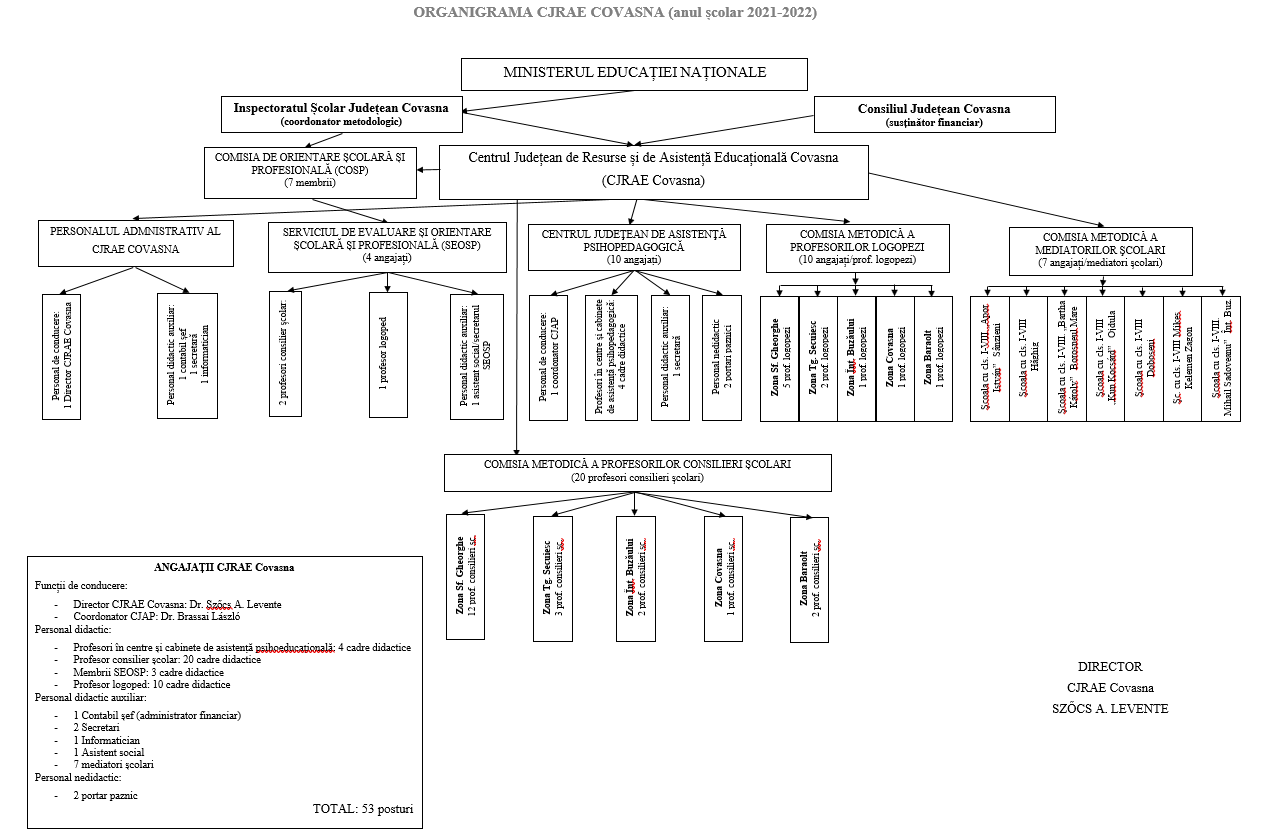 ORGANIGRAMA CJRAE COVASNA (anul școlar 2021-2022)
MINISTERUL EDUCAȚIEI NAȚIONALE
Inspectoratul Școlar Județean Covasna
(coordonator metodologic)
Consiliul Județean Covasna
(susținător financiar)
COMISIA DE ORIENTARE ȘCOLARĂ ȘI
PROFESIONALĂ (COSP)
(7 membrii)
Centrul Județean de Resurse și de Asistență Educațională Covasna
(CJRAE Covasna)
PERSONALUL ADMNISTRATIV AL
CJRAE COVASNA
SERVICIUL DE EVALUARE ȘI ORIENTARE
ȘCOLARĂ ȘI PROFESIONALĂ (SEOSP)
(4 angajați)
CENTRUL JUDEŢEAN DE ASISTENŢĂ
PSIHOPEDAGOGICĂ
(10 angajați)
COMISIA METODICĂ A
PROFESORILOR LOGOPEZI
(10 angajați/prof. logopezi)
COMISIA METODICĂ A
MEDIATORILOR ȘCOLARI
(7 angajați/mediatori școlari)
Personal de conducere:
1 Director CJRAE Covasna
Personal didactic auxiliar:
1 contabil șef
1 secretară
1 informatician
2 profesori consilier școlar:
1 profesor logoped
Personal didactic auxiliar:
1 asistent social/secretarul
SEOSP
Personal de conducere:
1 coordonator CJAP
Profesori în centre și cabinete
de asistență psihopedagogică:
4 cadre didactice
Personal didactic auxiliar:
1 secretară
Personal nedidactic
2 portari paznici
Zona Sf. Gheorghe
5 prof. logopezi
Zona Tg. Secuiesc
2 prof. logopezi
Zona Înt. Buzăului
1 prof. logopezi
Zona Covasna
1 prof. logopezi
Zona Baraolt
1 prof. logopezi
Școala cu cls. I-VIII „Apor
István” Sânzieni
Școala cu cls. I-VIII
Hăghig
Școala cu cls. I-VIII „Bartha
Károly” Boroșneul Mare
Școala cu cls. I-VIII
„Kun Kocsárd” Ojdula
Școala cu cls. I-VIII
Doboșeni
Șc. cu cls. I-VIII Mikes
Kelemen Zagon
Școala cu cls. I-VIII.
Mihail Sadoveanu” Înt. Buz.
COMISIA METODICĂ A PROFESORILOR CONSILIERI ȘCOLARI
(20 profesori consilieri școlari)
Zona Sf. Gheorghe
12 prof. consilieri șc.
Zona Tg. Secuiesc
3 prof. consilieri șc.
Zona Înt. Buzăului
2 prof. consilieri șc.
Zona Covasna
1 prof. consilieri șc.
Zona Baraolt
2 prof. consilieri șc.
ANGAJAȚII CJRAE Covasna
Funcții de conducere:
- Director CJRAE Covasna: Dr. Szőcs A. Levente
- Coordonator CJAP: Dr. Brassai László
Personal didactic:
- Profesori în centre și cabinete de asistență psihoeducațională: 4 cadre didactice
- Profesor consilier școlar: 20 cadre didactice
- Membrii SEOSP: 3 cadre didactice
- Profesor logoped: 10 cadre didactice
Personal didactic auxiliar:
- 1 Contabil șef (administrator financiar)
- 2 Secretari
- 1 Informatician
- 1 Asistent social
- 7 mediatori școlari
Personal nedidactic:
- 2 portar paznic
TOTAL: 53 posturi
DIRECTOR
CJRAE Covasna
SZŐCS A. LEVENTE